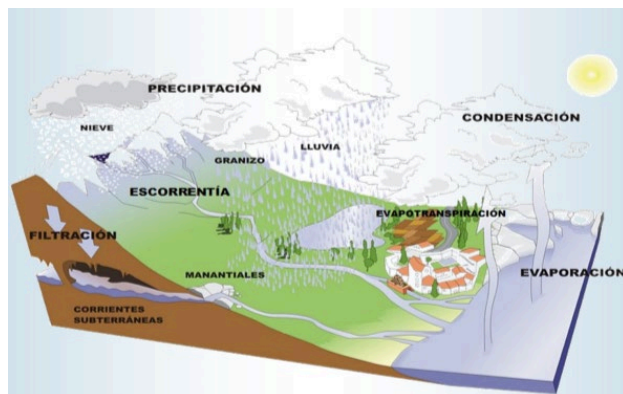 PRECIPITACIÓN
CONDENSACIÓN
NIEVE
LLUVIA
GRANIZO
ESCORRENTÍA
EVAPOTRANSPIRACIÓN
FILTRACIÓN
EVAPORACIÓN
MANANTIALES
CORRIENTES
SUBTERRÁNEAS